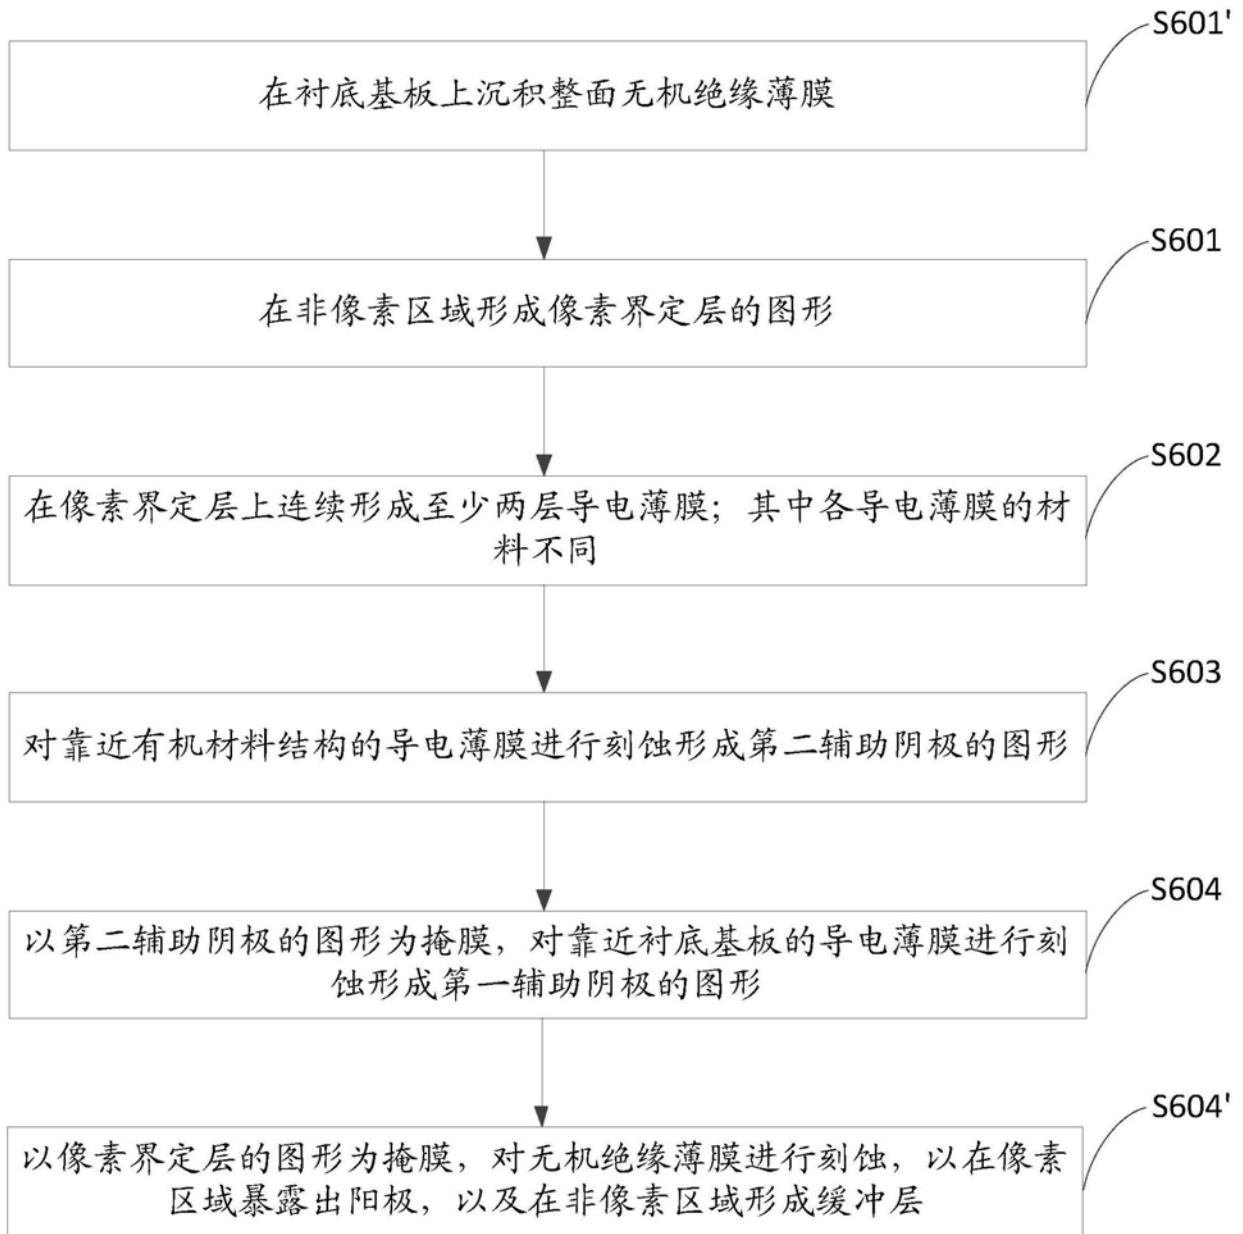 S601'
在衬底基板上沉积整面无机绝缘薄膜
S601
在非像素区域形成像素界定层的图形
S602
在像素界定层上连续形成至少两层导电薄膜；其中各导电薄膜的材
料不同
S603
对靠近有机材料结构的导电薄膜进行刻蚀形成第二辅助阴极的图形
S604
以第二辅助阴极的图形为掩膜，对靠近衬底基板的导电薄膜进行刻
蚀形成第一辅助阴极的图形
S604'
以像素界定层的图形为掩膜，对无机绝缘薄膜进行刻蚀，以在像素
区域暴露出阳极，以及在非像素区域形成缓冲层